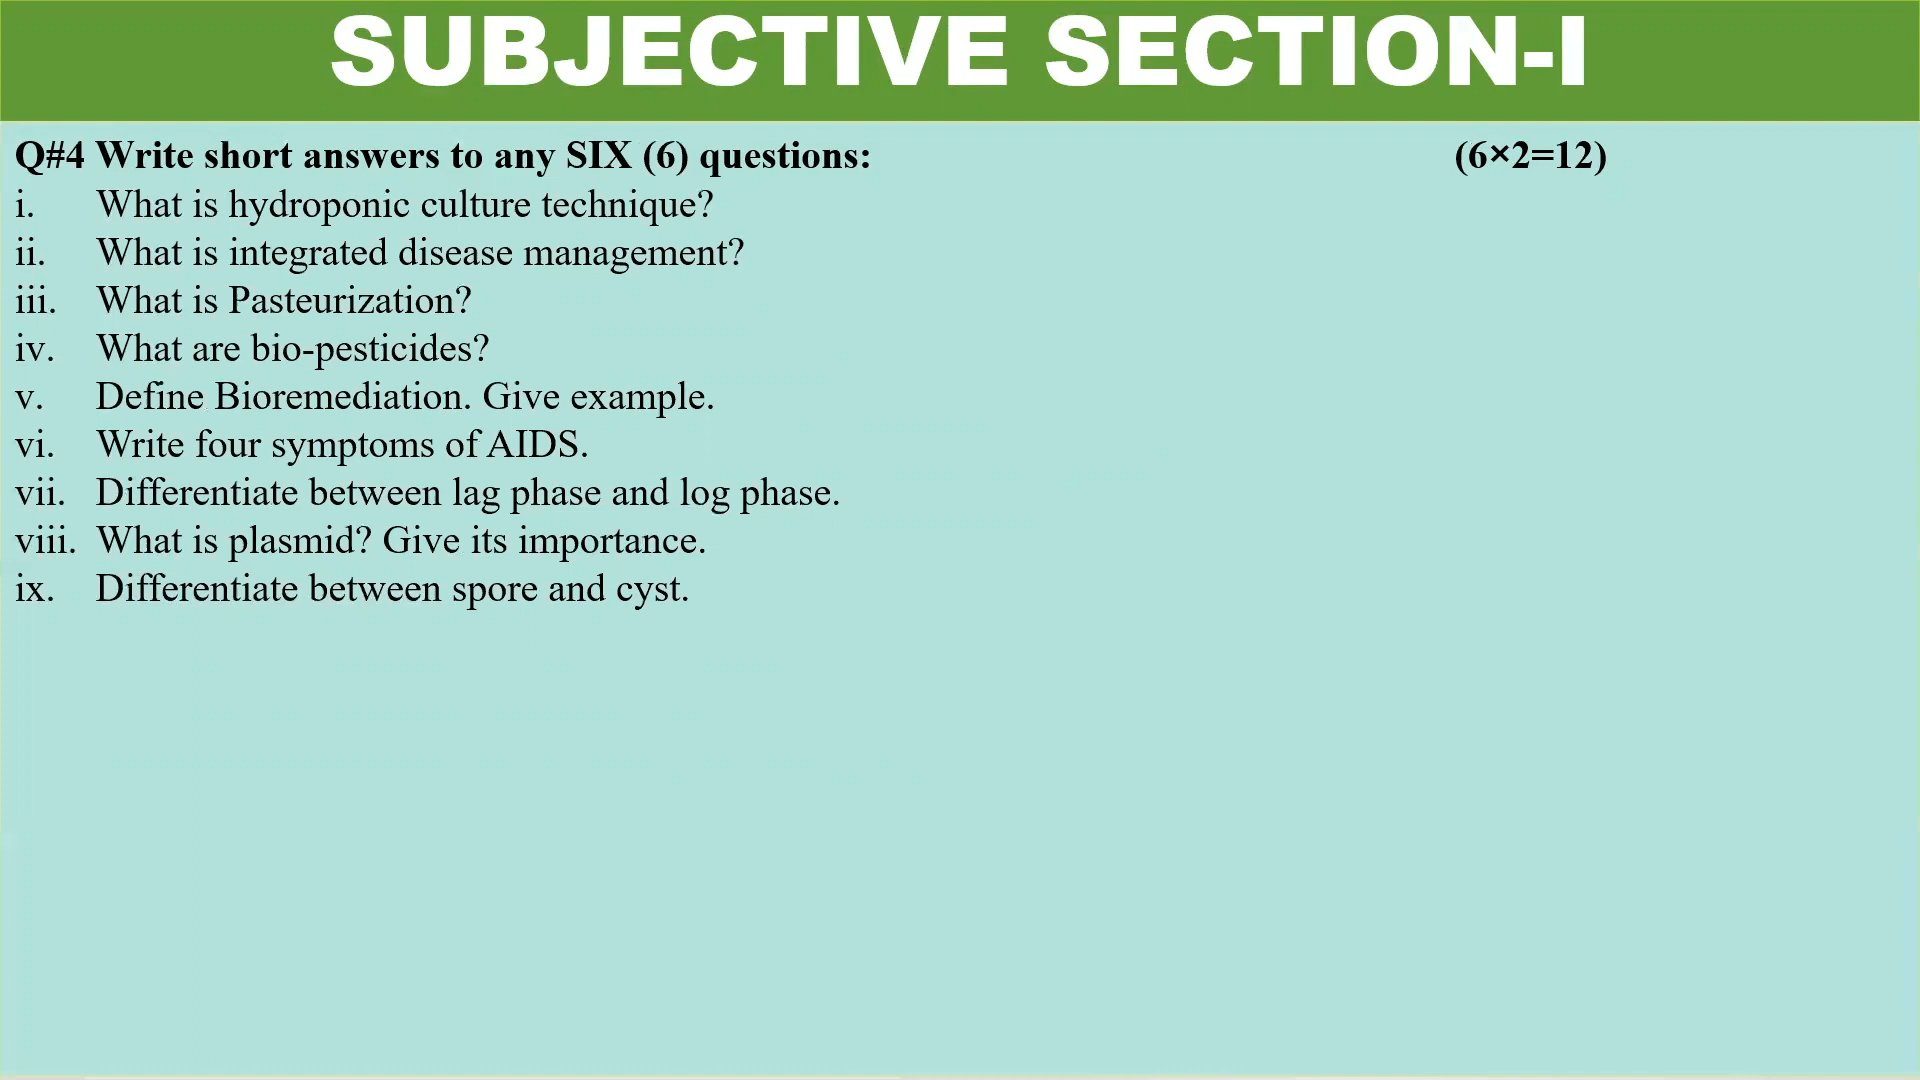 SUBJECTIVE SECTION-I
Q#4 Write short answers to any SIX (6) questions: (6×2=12)
i. What is hydroponic culture technique?
ii. What is integrated disease management?
iii. What is Pasteurization?
iv. What are bio-pesticides?
v. Define Bioremediation. Give example.
vi. Write four symptoms of AIDS.
vii. Differentiate between lag phase and log phase.
viii. What is plasmid? Give its importance.
ix. Differentiate between spore and cyst.